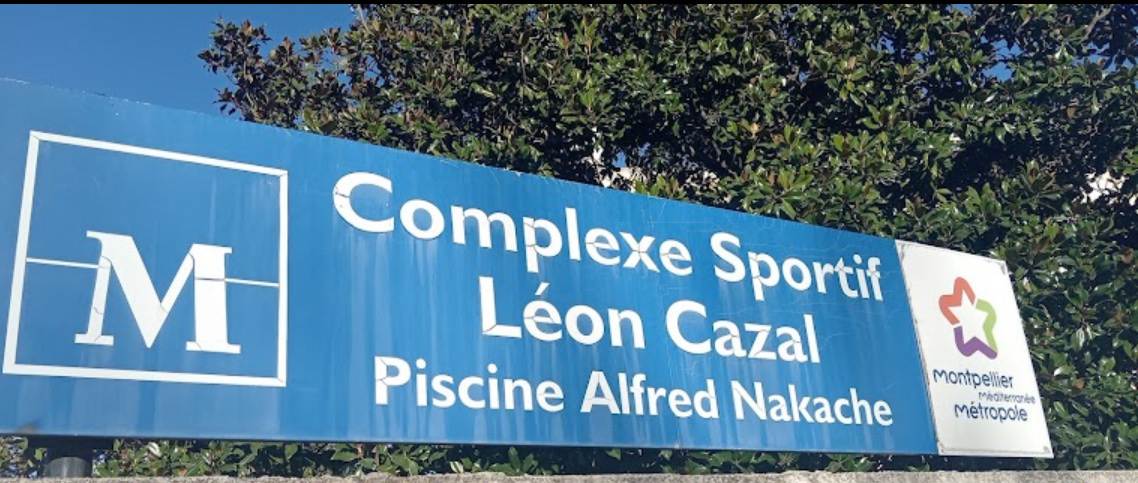 M
Complexe Sportif
Léon Cazal
Piscine Alfred Nakache
montpellier
méditerranée
métropole